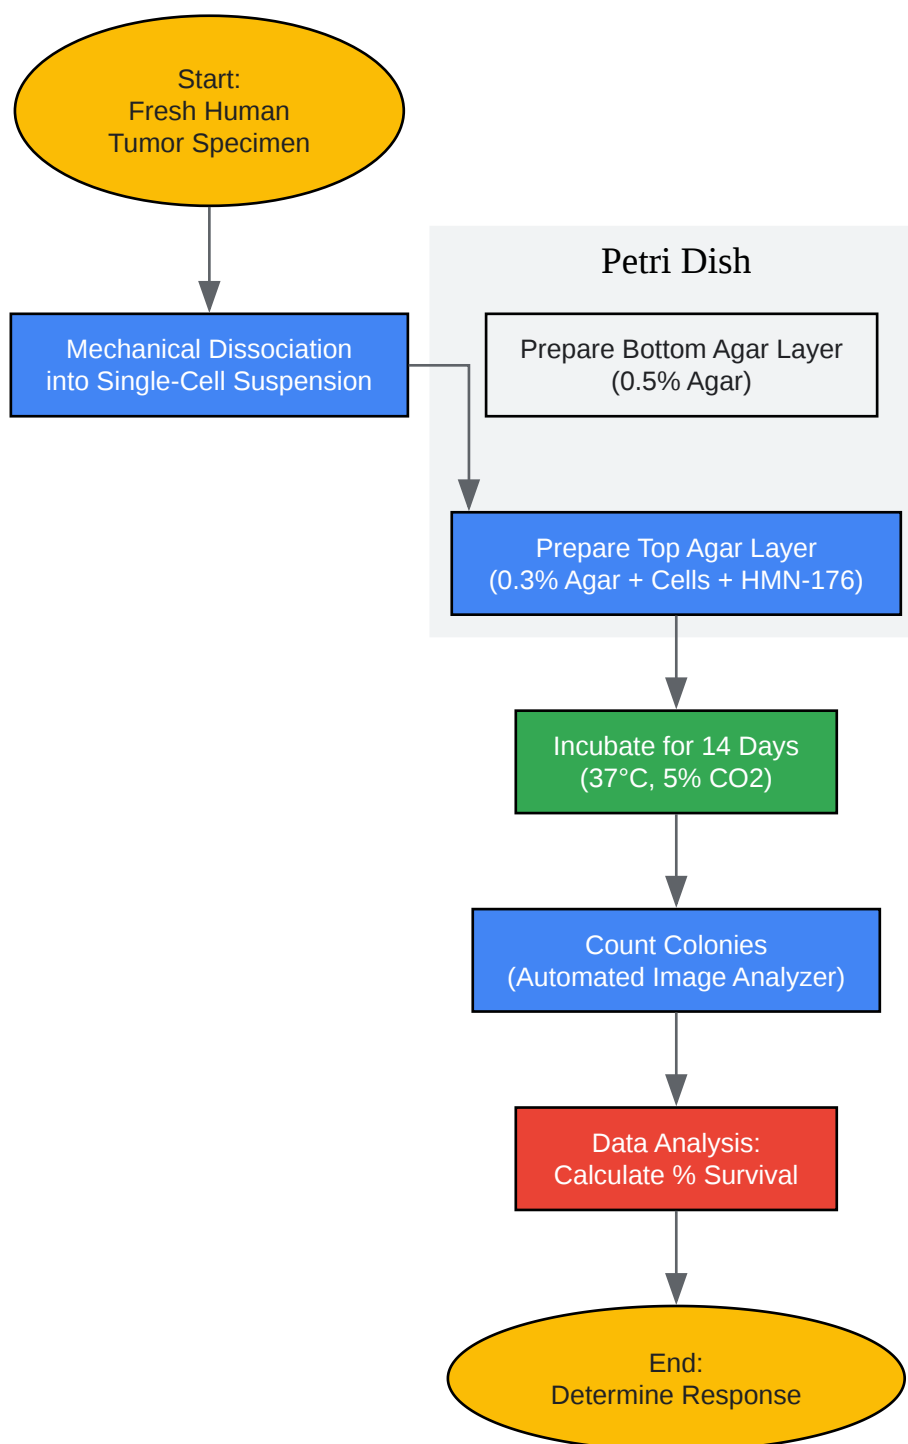 Start:
Fresh Human
Tumor Specimen
Petri Dish
Mechanical Dissociation
into Single-Cell Suspension
Prepare Bottom Agar Layer
(0.5% Agar)
Prepare Top Agar Layer
(0.3% Agar + Cells + HMN-176)
Incubate for 14 Days
(37°C, 5% CO2)
Count Colonies
(Automated Image Analyzer)
Data Analysis:
Calculate % Survival
End:
Determine Response